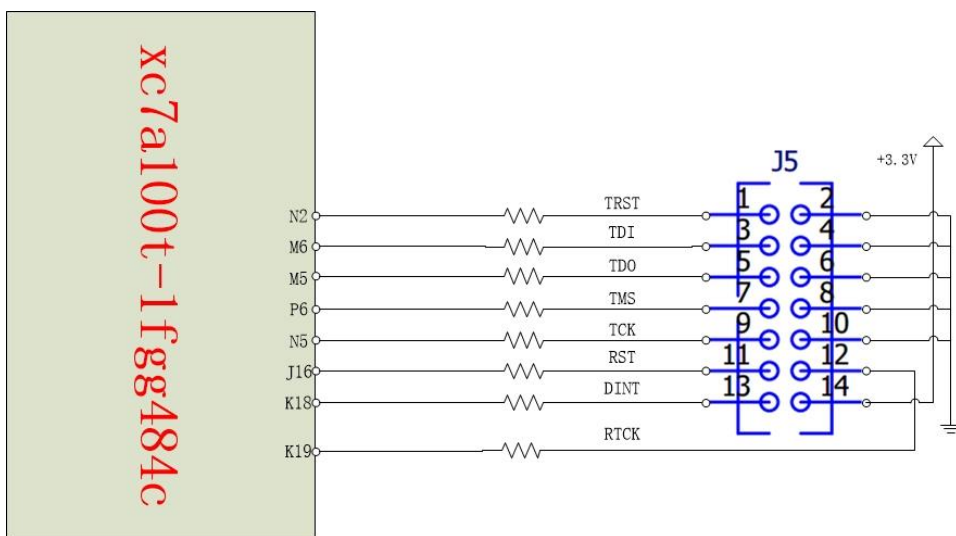 xc7a100t-1fgg484c
J5
+3.3V
N2 TRST 1 2
M6 TDI 3 4
M5 TDO 5 6
P6 TMS 7 8
N5 TCK 9 10
J16 RST 11 12
K18 DINT 13 14
K19 RTCK